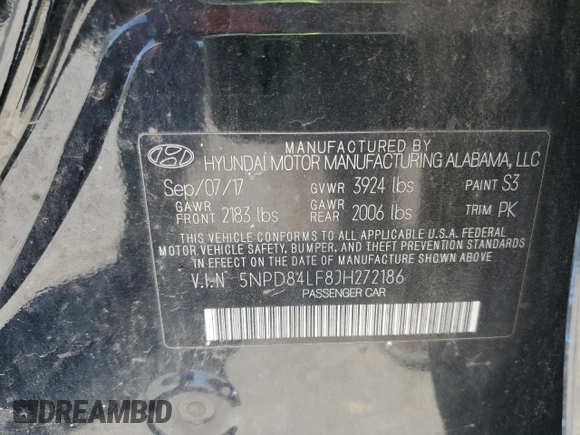 MANUFACTURED BY
HYUNDAI MOTOR MANUFACTURING ALABAMA, LLC
Sep/07/17 GVWR 3924 lbs PAINT S3
GAWR FRONT 2183 lbs GAWR REAR 2006 lbs TRIM PK
THIS VEHICLE CONFORMS TO ALL APPLICABLE U.S.A. FEDERAL
MOTOR VEHICLE SAFETY, BUMPER, AND THEFT PREVENTION STANDARDS
IN EFFECT ON THE DATE OF MANUFACTURE SHOWN ABOVE.
V.I.N 5NPD84LF8JH272186
PASSENGER CAR
DREAMBID